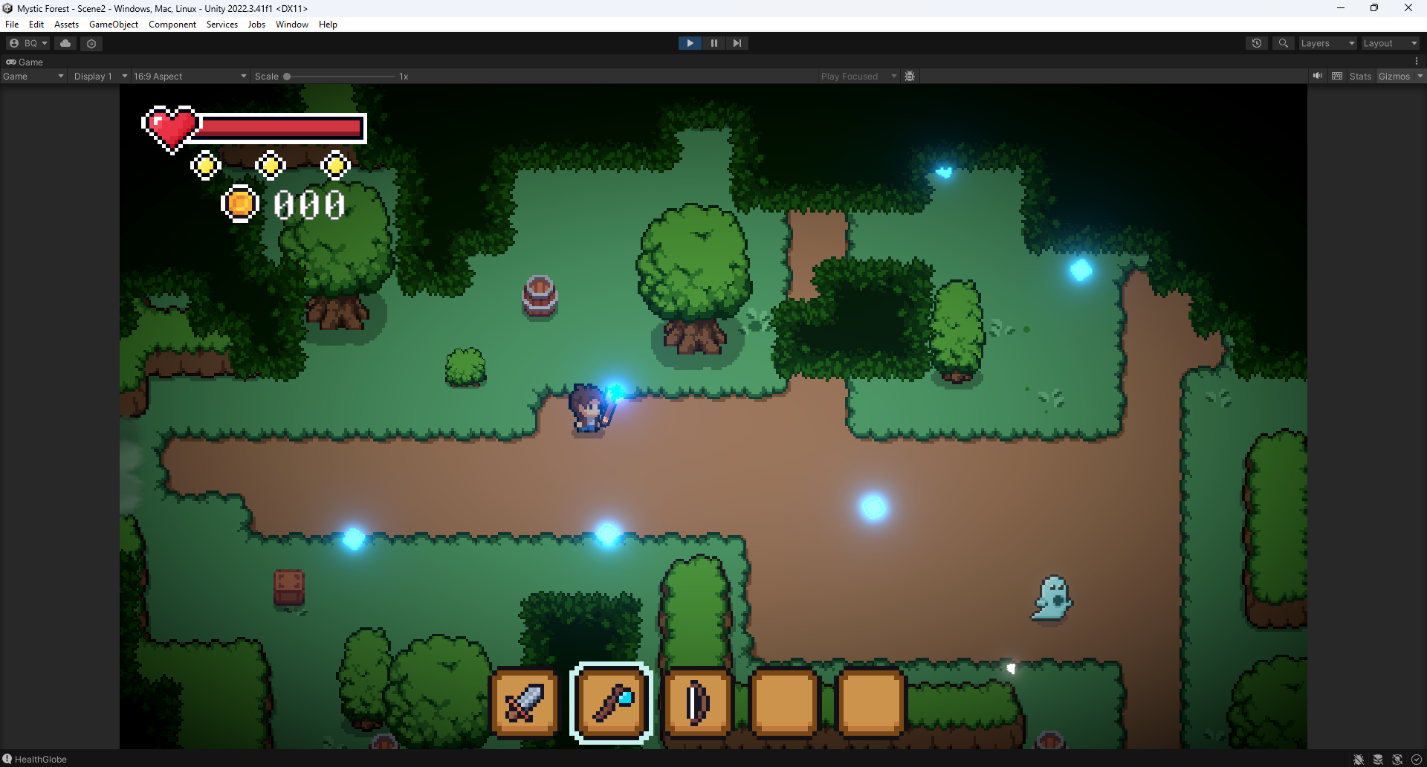 Mystic Forest - Scene2 - Windows, Mac, Linux - Unity 2022.3.41f1 <DX11>
File Edit Assets GameObject Component Services Jobs Window Help
BQ Layers Layout
Game
Game Display 1 16:9 Aspect Scale 1x Play Focused Stats Gizmos
000
HealthGlobe